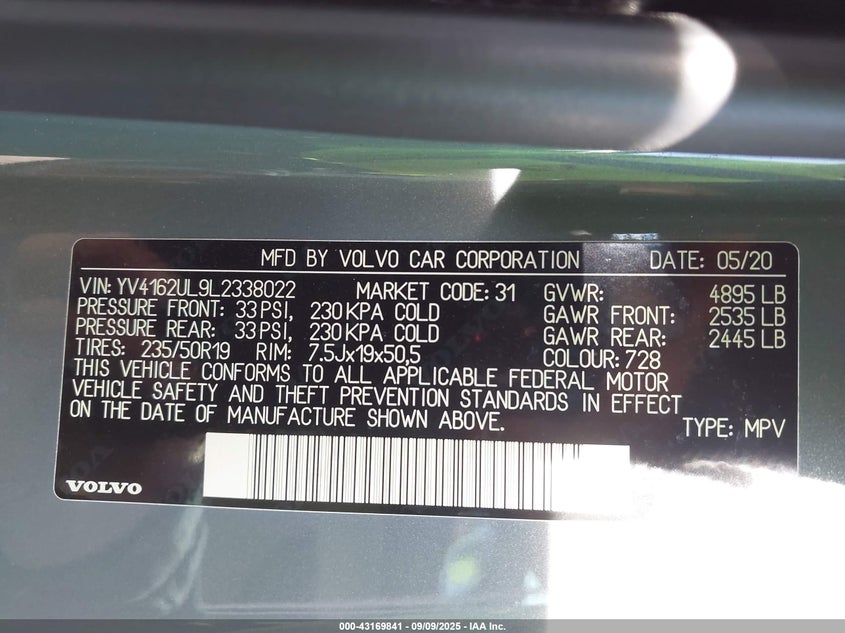 MFD BY VOLVO CAR CORPORATION DATE: 05/20
VIN: YV4162UL9L2338022 MARKET CODE: 31 GVWR: 4895 LB
PRESSURE FRONT: 33 PSI, 230 KPA COLD GAWR FRONT: 2535 LB
PRESSURE REAR: 33 PSI, 230 KPA COLD GAWR REAR: 2445 LB
TIRES: 235/50R19 RIM: 7.5Jx19x50,5 COLOUR: 728
THIS VEHICLE CONFORMS TO ALL APPLICABLE FEDERAL MOTOR
VEHICLE SAFETY AND THEFT PREVENTION STANDARDS IN EFFECT
ON THE DATE OF MANUFACTURE SHOWN ABOVE. TYPE: MPV
VOLVO
000-43169841 - 09/09/2025 - IAA Inc.